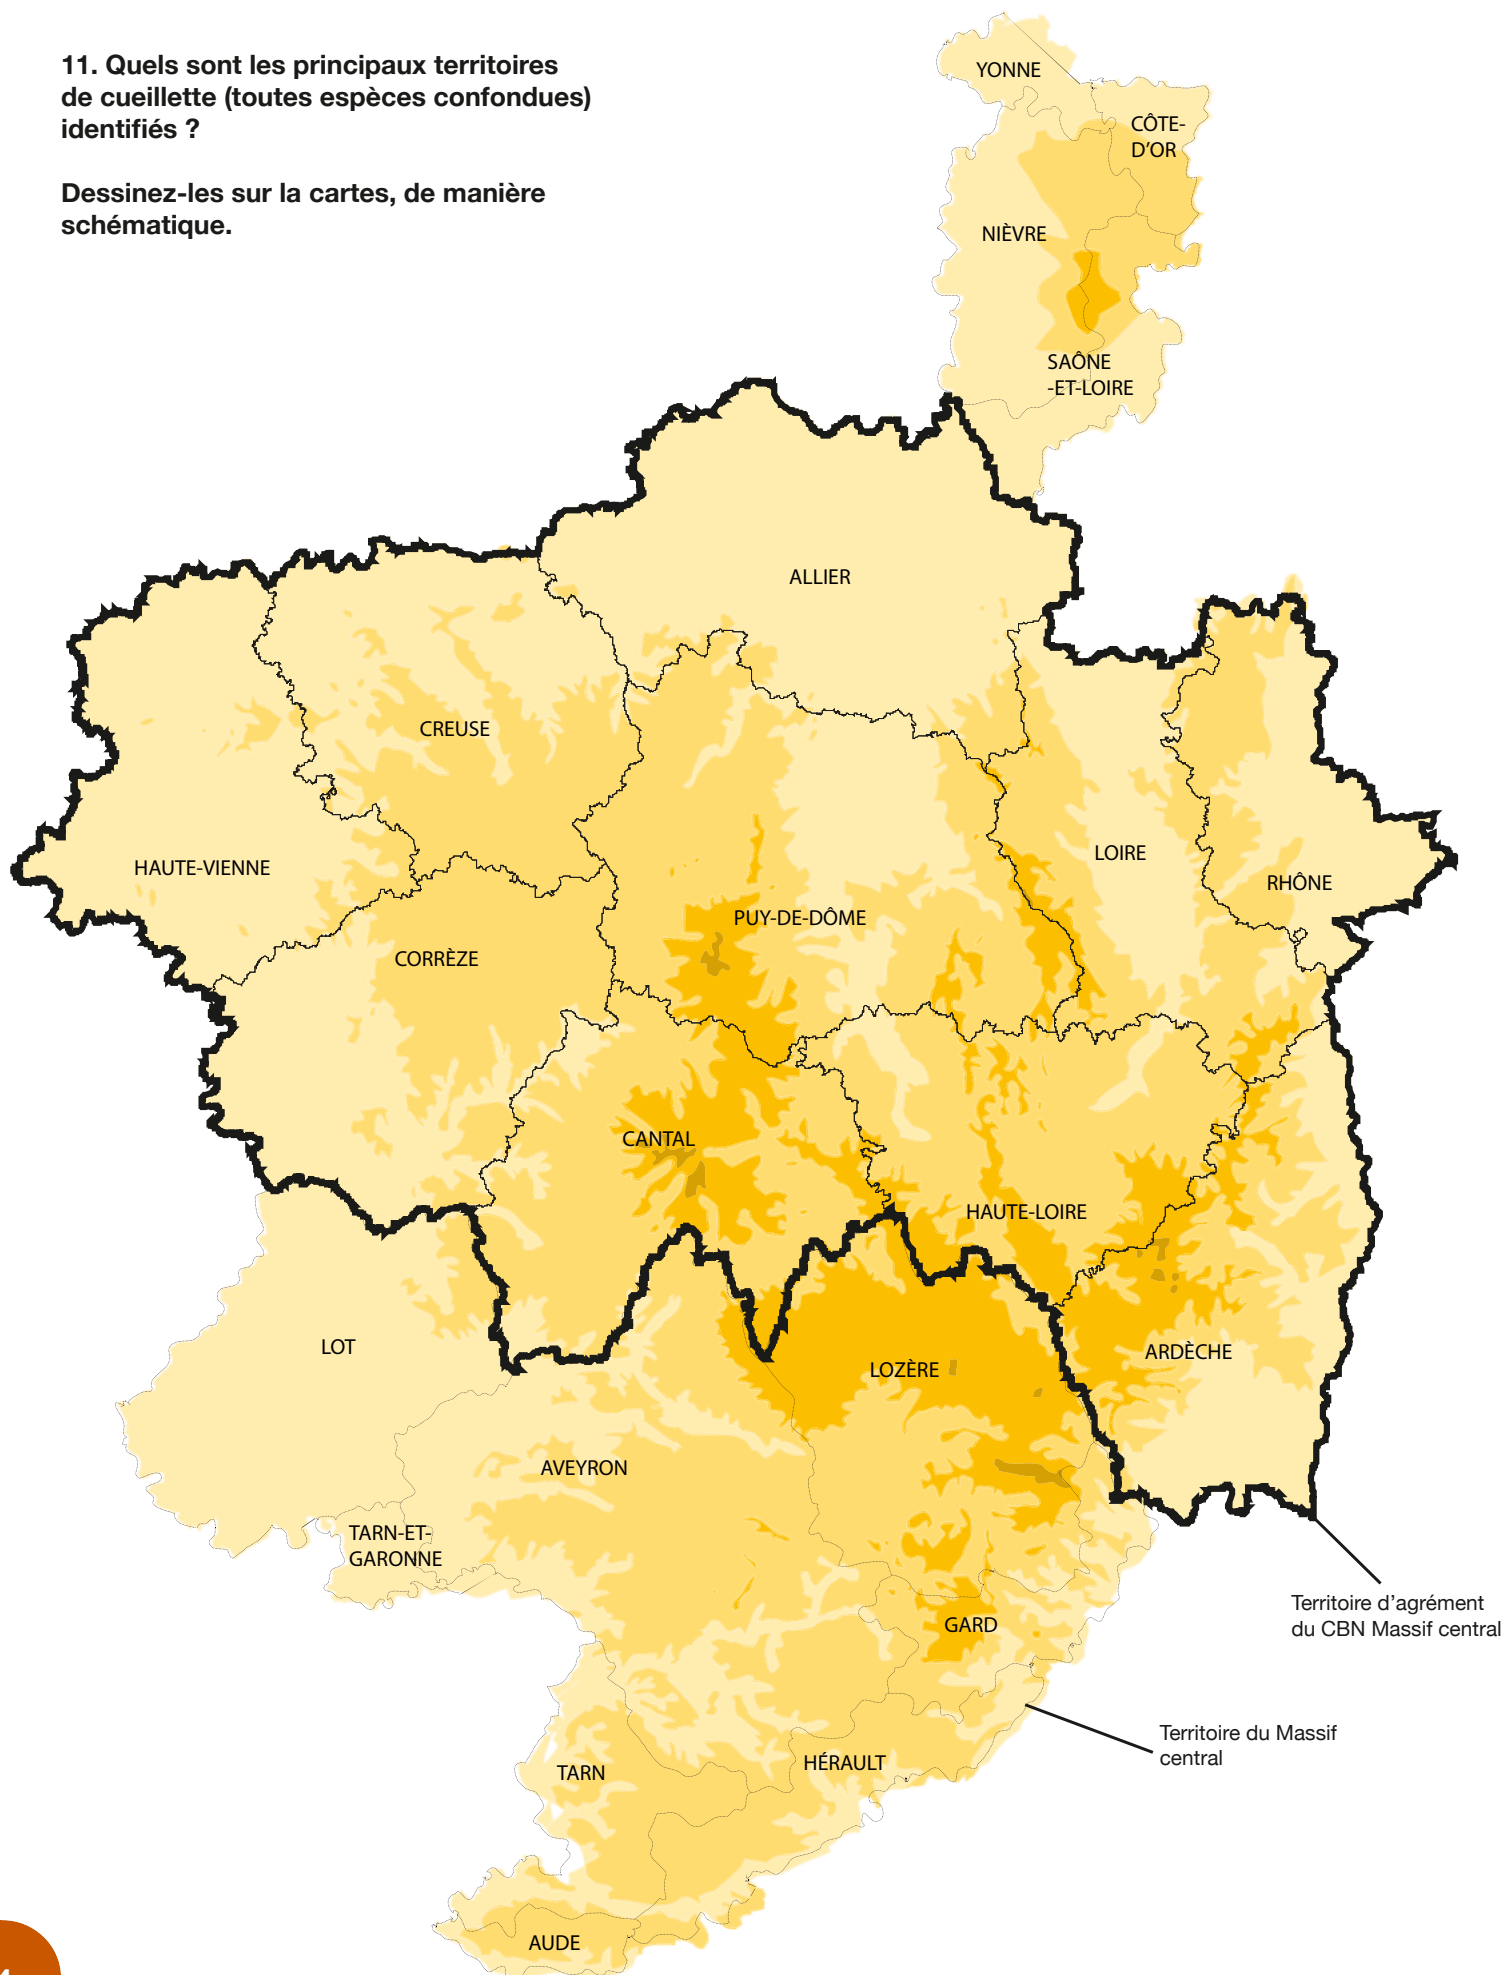 11. Quels sont les principaux territoires
de cueillette (toutes espèces confondues)
identifiés ?
Dessinez-les sur la cartes, de manière
schématique.
YONNE
CÔTE-
D'OR
NIÈVRE
SAÔNE
-ET-LOIRE
ALLIER
CREUSE
HAUTE-VIENNE
LOIRE
RHÔNE
PUY-DE-DÔME
CORRÈZE
CANTAL
HAUTE-LOIRE
LOT
LOZÈRE
ARDÈCHE
AVEYRON
TARN-ET-
GARONNE
GARD
Territoire d'agrément
du CBN Massif central
Territoire du Massif
central
HÉRAULT
TARN
AUDE